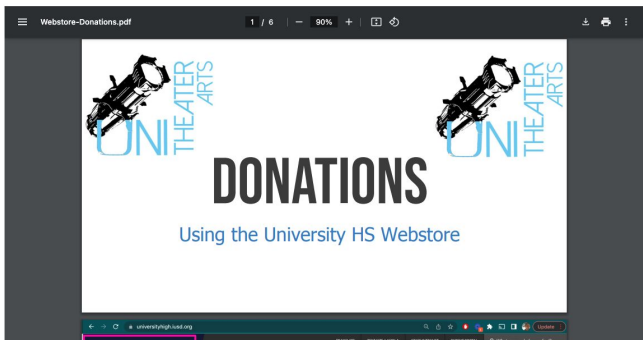 Webstore-Donations.pdf
1 / 6
90%
UNI THEATER ARTS
UNI THEATER ARTS
DONATIONS
Using the University HS Webstore
universityhigh.iusd.org
Update